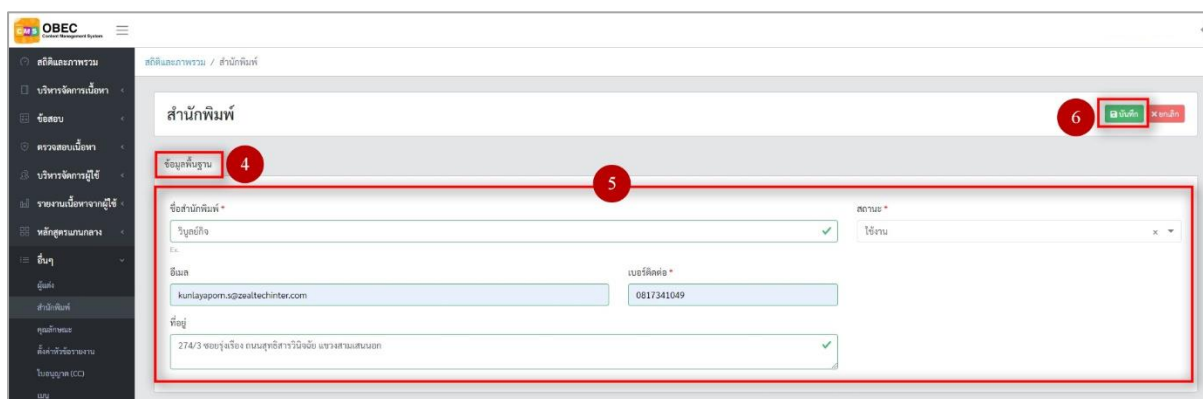 CMS OBEC
Content Management System
สถิติและภาพรวม
บริหารจัดการเนื้อหา
ข้อสอบ
ตรวจสอบเนื้อหา
บริหารจัดการผู้ใช้
รายงานเนื้อหาจากผู้ใช้
หลักสูตรแกนกลาง
อื่นๆ
ผู้แต่ง
สำนักพิมพ์
คุณลักษณะ
ตั้งค่าหัวข้อรายงาน
ใบอนุญาต (CC)
เมนู
สถิติและภาพรวม / สำนักพิมพ์
สำนักพิมพ์
6
บันทึก
ยกเลิก
ข้อมูลพื้นฐาน
4
5
ชื่อสำนักพิมพ์ *
วิบูลย์กิจ
Ex.
สถานะ *
ใช้งาน
อีเมล
kunlayaporn.s@zealtechinter.com
เบอร์ติดต่อ *
0817341049
ที่อยู่
274/3 ซอยรุ่งเรือง ถนนสุทธิสารวินิจฉัย แขวงสามเสนนอก